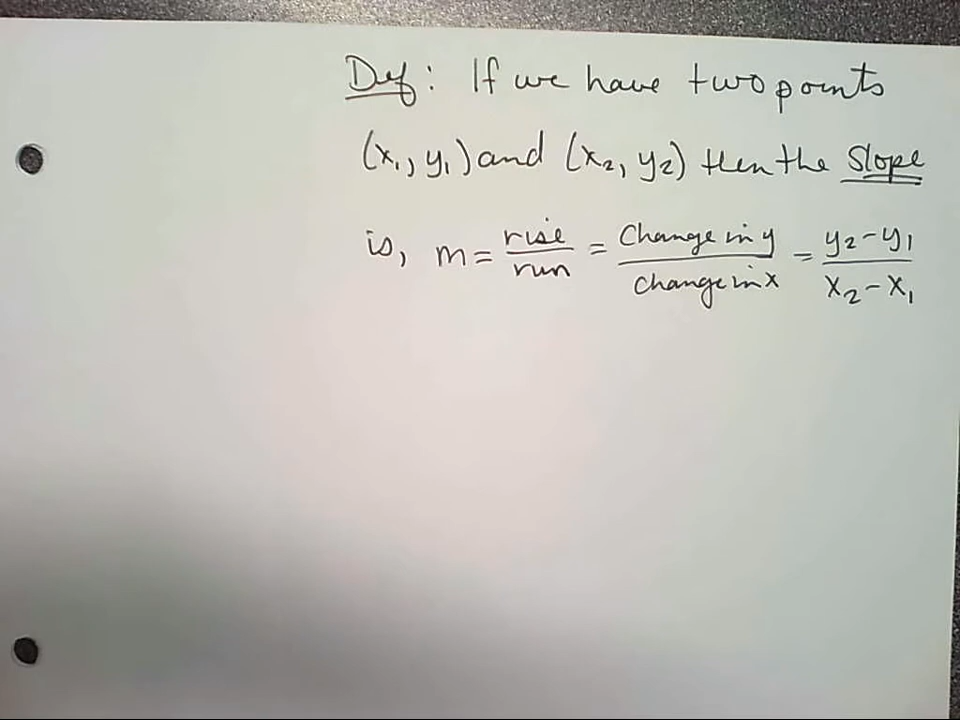 Def: If we have two points
(x₁, y₁) and (x₂, y₂) then the Slope
is, m = rise/run = Change in y/change in x = y₂-y₁/x₂-x₁